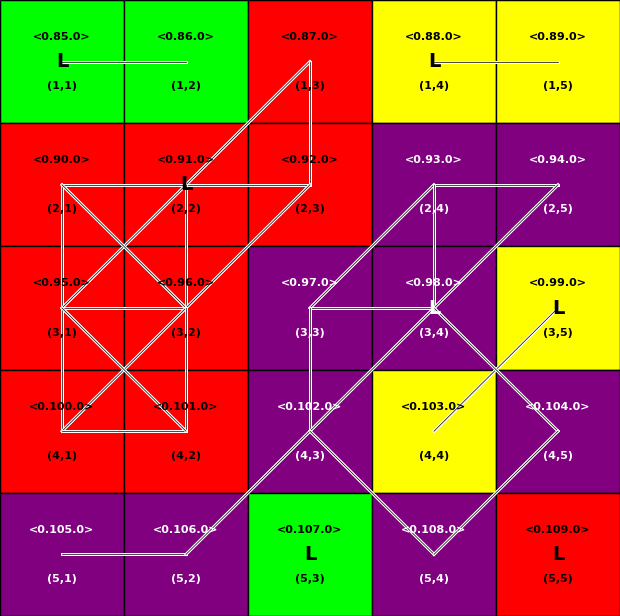 <0.85.0> <0.86.0> <0.87.0> <0.88.0> <0.89.0>
L L
(1,1) (1,2) (1,3) (1,4) (1,5)
<0.90.0> <0.91.0> <0.92.0> <0.93.0> <0.94.0>
L
(2,1) (2,2) (2,3) (2,4) (2,5)
<0.95.0> <0.96.0> <0.97.0> <0.98.0> <0.99.0>
L L
(3,1) (3,2) (3,3) (3,4) (3,5)
<0.100.0> <0.101.0> <0.102.0> <0.103.0> <0.104.0>
(4,1) (4,2) (4,3) (4,4) (4,5)
<0.105.0> <0.106.0> <0.107.0> <0.108.0> <0.109.0>
L L
(5,1) (5,2) (5,3) (5,4) (5,5)